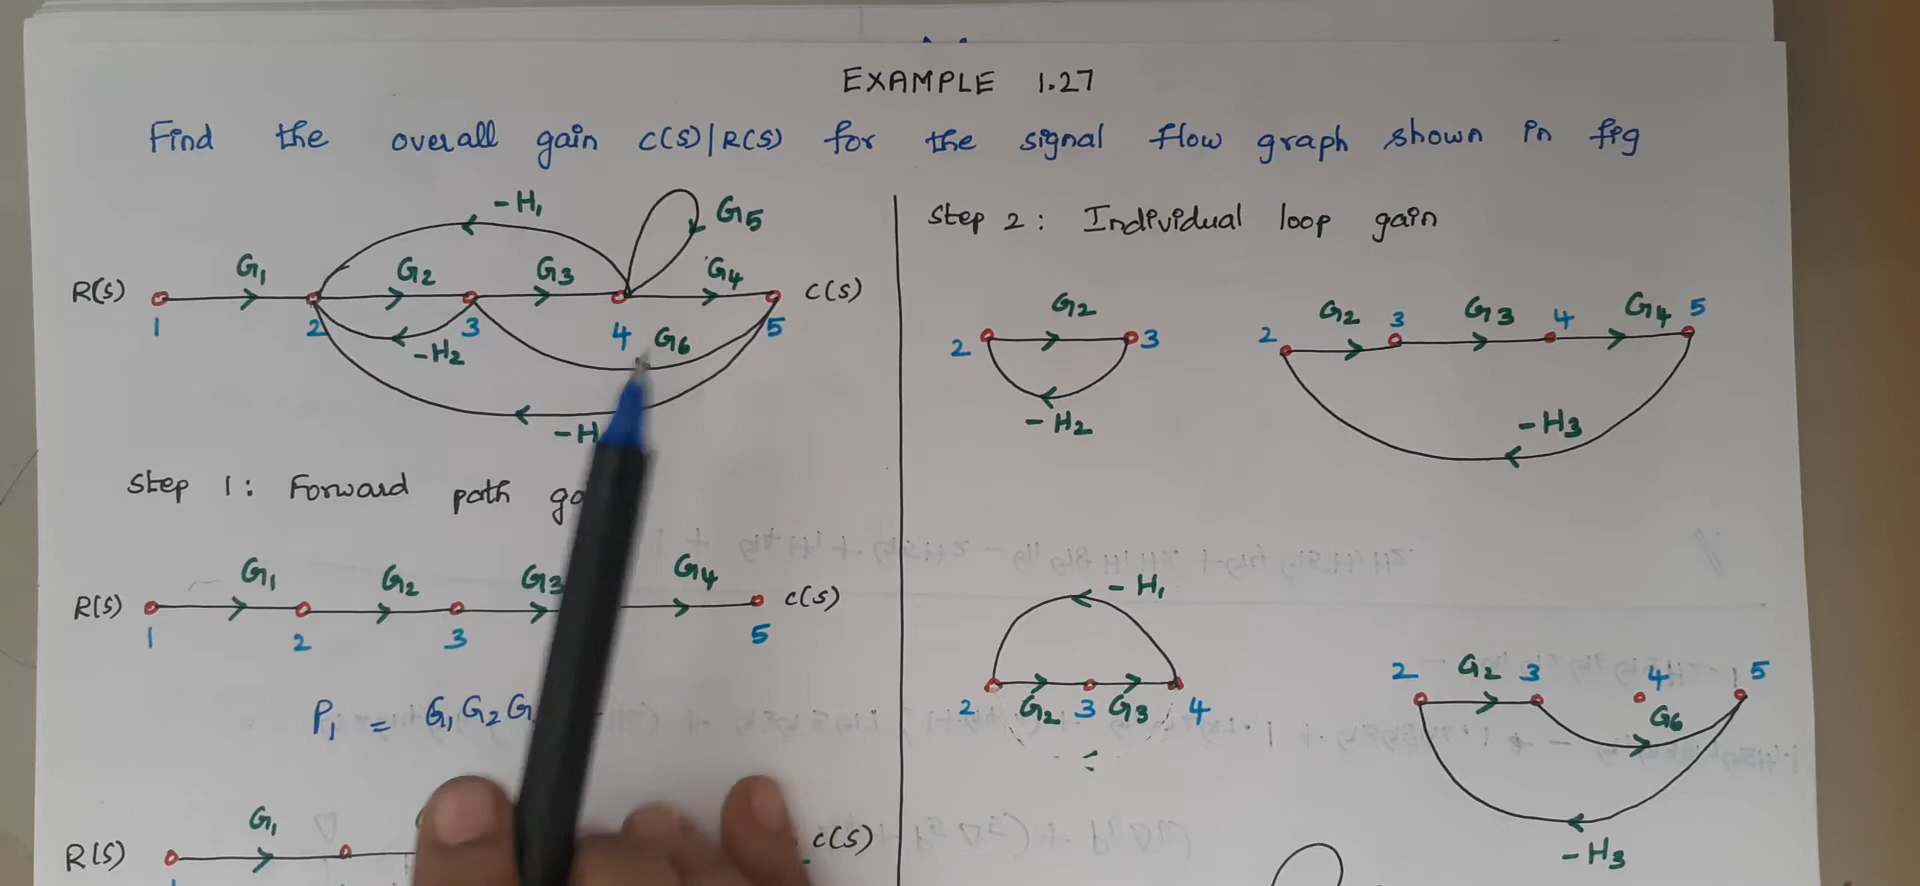 EXAMPLE 1.27
Find the overall gain C(S)|R(S) for the signal flow graph shown in fig
-H₁
G₅
R(S) G₁ G₂ G₃ G₄ C(S)
1 2 3 4 5
-H₂ G₆
-H
Step 1: Forward path
R(S) G₁ G₂ G₃ G₄ C(S)
1 2 3 5
P₁ = G₁ G₂ G
R(S) G₁ C(S)
Step 2: Individual loop gain
G₂
2 3
-H₂
G₂ G₃ G₄
2 3 4 5
-H₃
-H₁
2 G₂ 3 G₃ 4
2 G₂ 3 4 5
G₆
-H₃